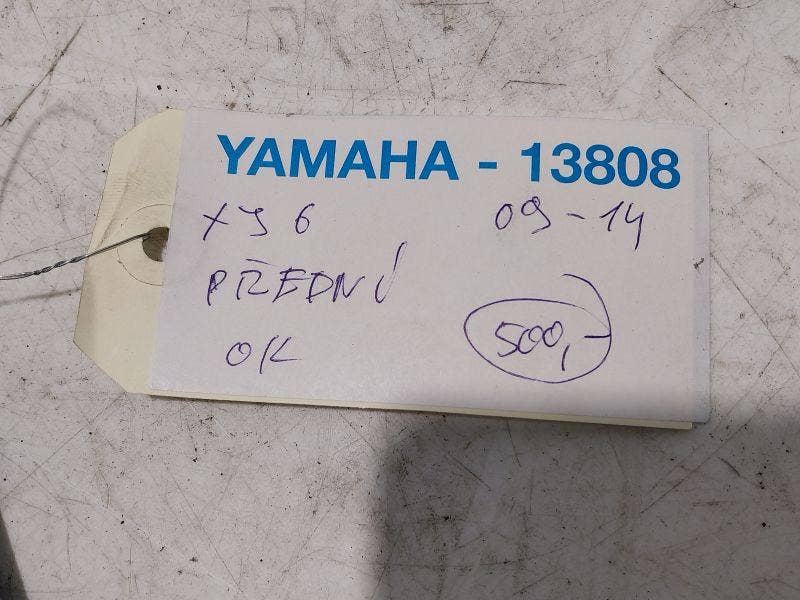 YAMAHA - 13808
XJ6 09-14
PŘEDNÍ
OK 500,-